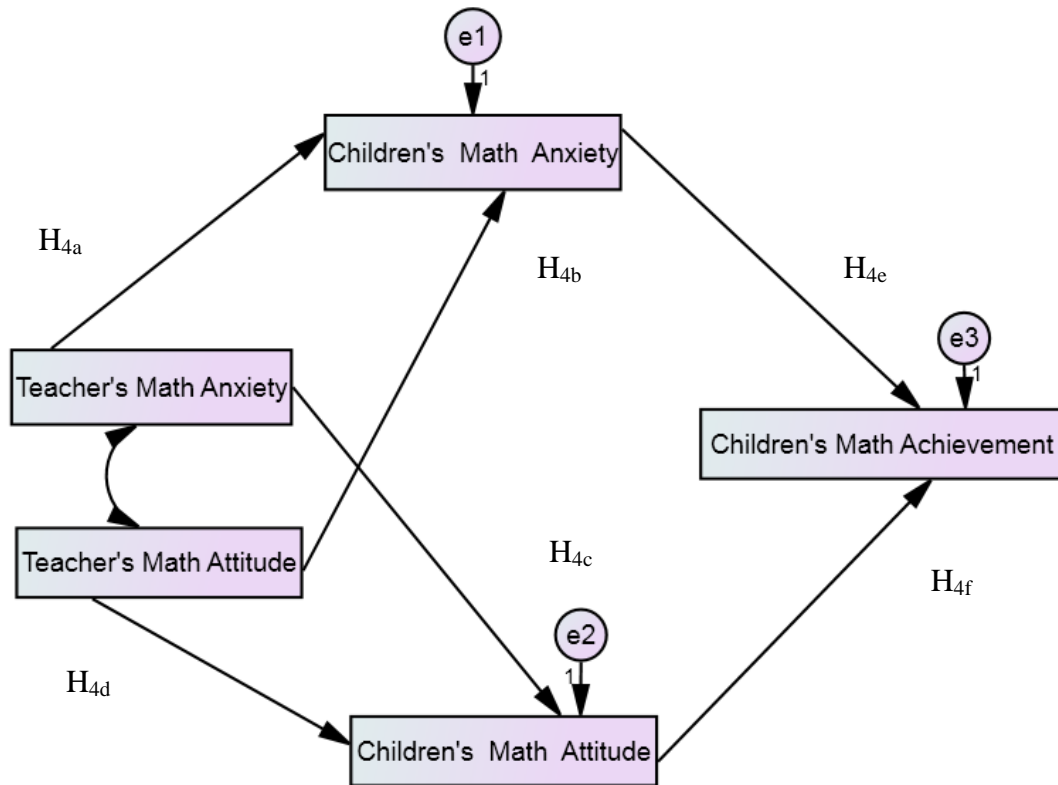 e1
1
Children's Math Anxiety
H4a
H4b
H4e
e3
1
Teacher's Math Anxiety
Children's Math Achievement
Teacher's Math Attitude
H4c
H4f
e2
1
H4d
Children's Math Attitude